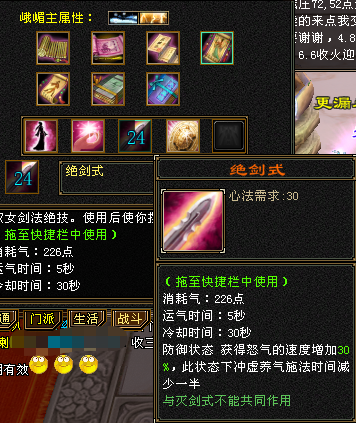 峨嵋主属性：
压72,52点
的来点我变
谢谢，4.8
6.6收火迎
更漏
24
24
绝剑式
女剑法绝技。使用后使你
（拖至快捷栏中使用）
消耗气：226点
运气时间：5秒
冷却时间：30秒
绝剑式
心法需求:30
（拖至快捷栏中使用）
消耗气：226点
运气时间：5秒
冷却时间：30秒
防御状态 获得怒气的速度增加30
%，此状态下冲虚养气施法时间减
少一半
与灭剑式不能共同作用
通 门派 生活 战斗
喇
收三
用有效